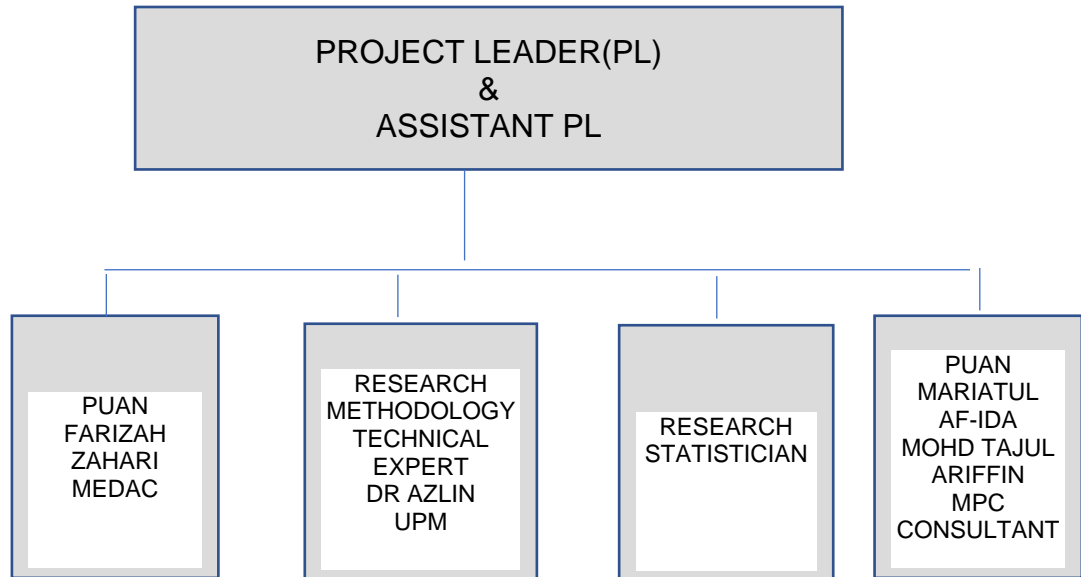 PROJECT LEADER(PL)
&
ASSISTANT PL
PUAN
FARIZAH
ZAHARI
MEDAC
RESEARCH
METHODOLOGY
TECHNICAL
EXPERT
DR AZLIN
UPM
RESEARCH
STATISTICIAN
PUAN
MARIATUL
AF-IDA
MOHD TAJUL
ARIFFIN
MPC
CONSULTANT